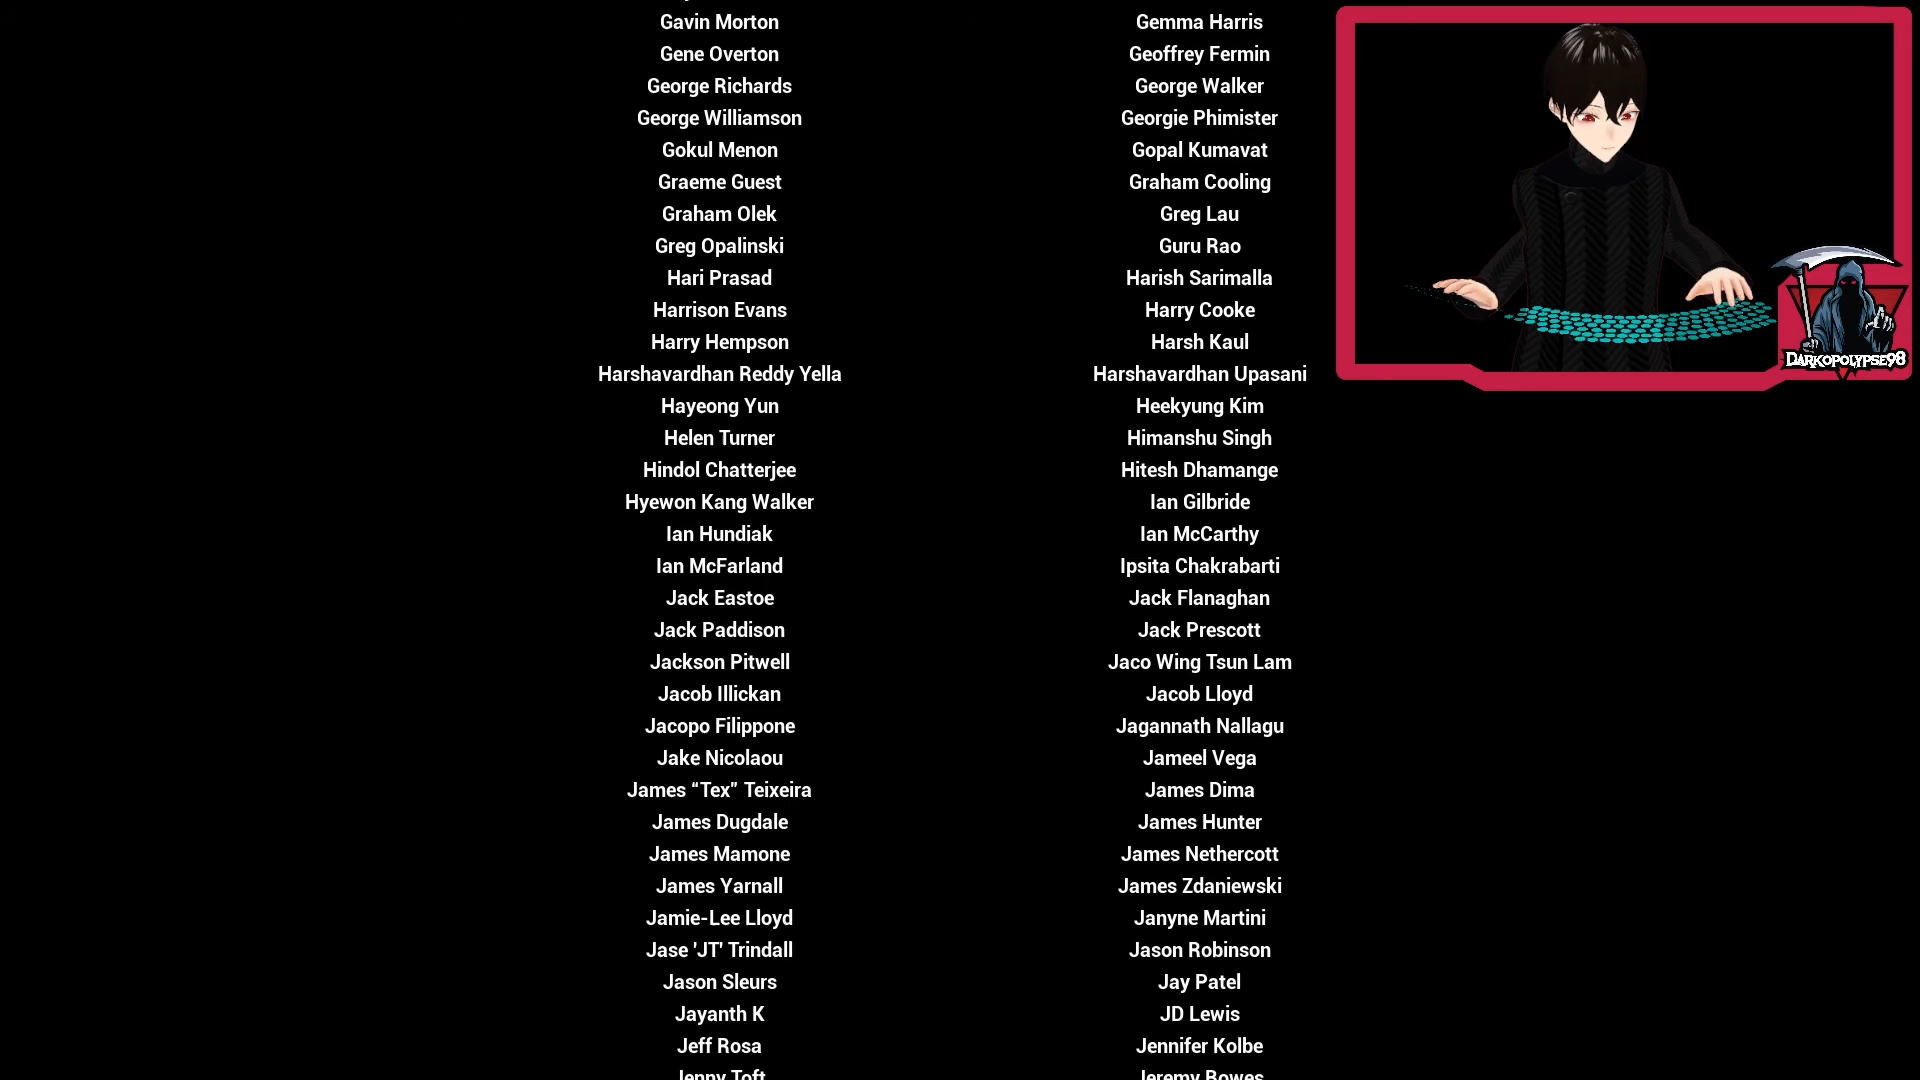 Gavin Morton Gemma Harris
Gene Overton Geoffrey Fermin
George Richards George Walker
George Williamson Georgie Phimister
Gokul Menon Gopal Kumavat
Graeme Guest Graham Cooling
Graham Olek Greg Lau
Greg Opalinski Guru Rao
Hari Prasad Harish Sarimalla
Harrison Evans Harry Cooke
Harry Hempson Harsh Kaul
Harshavardhan Reddy Yella Harshavardhan Upasani
Hayeong Yun Heekyung Kim
Helen Turner Himanshu Singh
Hindol Chatterjee Hitesh Dhamange
Hyewon Kang Walker Ian Gilbride
Ian Hundiak Ian McCarthy
Ian McFarland Ipsita Chakrabarti
Jack Eastoe Jack Flanaghan
Jack Paddison Jack Prescott
Jackson Pitwell Jaco Wing Tsun Lam
Jacob Illickan Jacob Lloyd
Jacopo Filippone Jagannath Nallagu
Jake Nicolaou Jameel Vega
James “Tex” Teixeira James Dima
James Dugdale James Hunter
James Mamone James Nethercott
James Yarnall James Zdaniewski
Jamie-Lee Lloyd Janyne Martini
Jase 'JT' Trindall Jason Robinson
Jason Sleurs Jay Patel
Jayanth K JD Lewis
Jeff Rosa Jennifer Kolbe
Jenny Toft Jeremy Bowes
Darkopolypse98